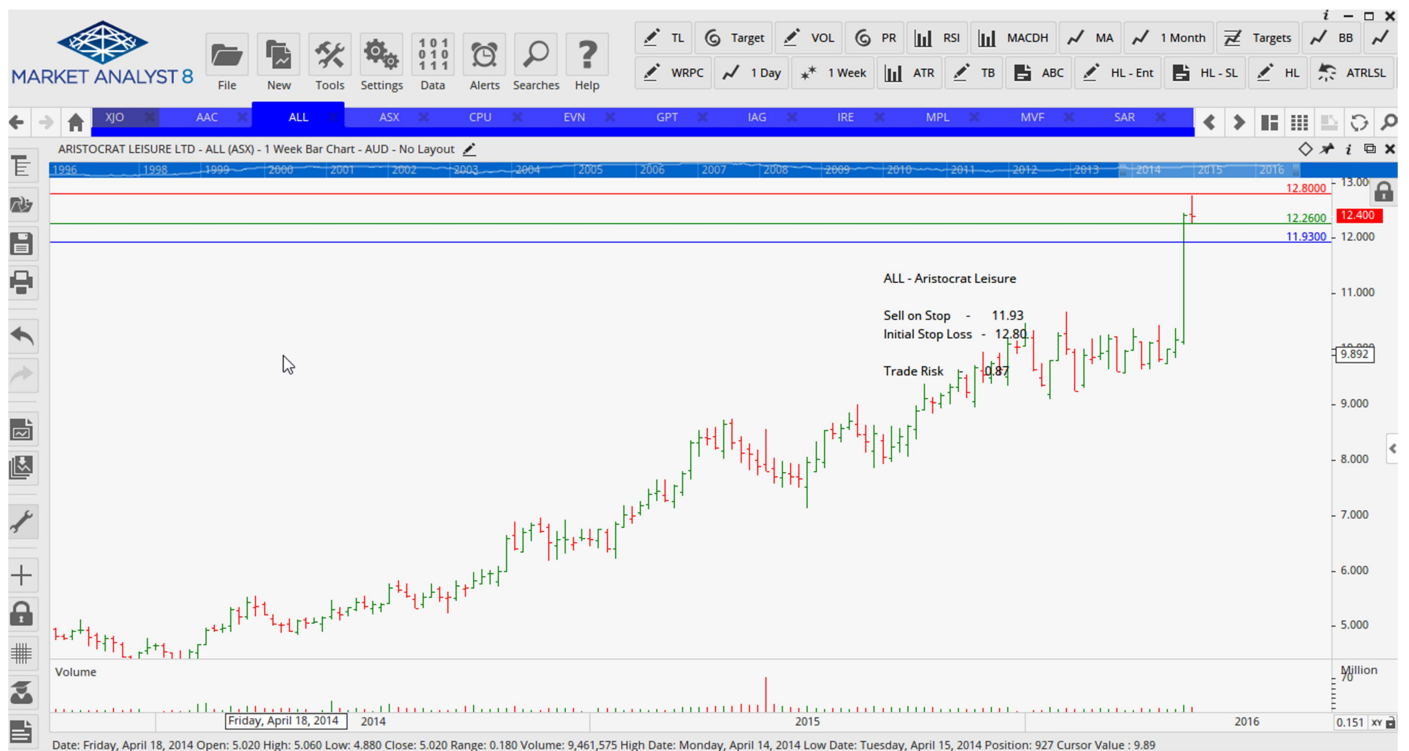 MARKET ANALYST 8
File New Tools Settings Data Alerts Searches Help
TL Target VOL PR RSI MACDH MA 1 Month Targets BB
WRPC 1 Day 1 Week ATR TB ABC HL - Ent HL - SL HL ATRLSL
XJO AAC ALL ASX CPU EVN GPT IAG IRE MPL MVF SAR
ARISTOCRAT LEISURE LTD - ALL (ASX) - 1 Week Bar Chart - AUD - No Layout
1996 1998 1999 2000 2001 2002 2003 2004 2005 2006 2007 2008 2009 2010 2011 2012 2013 2014 2015 2016
13.00
12.8000
12.2600 12.400
11.9300 12.000
ALL - Aristocrat Leisure
11.000
Sell on Stop - 11.93
Initial Stop Loss - 12.80
9.892
Trade Risk - 0.87
9.000
8.000
7.000
6.000
5.000
Volume Million
70
Friday, April 18, 2014 2014 2015 2016 0.151 XY
Date: Friday, April 18, 2014 Open: 5.020 High: 5.060 Low: 4.880 Close: 5.020 Range: 0.180 Volume: 9,461,575 High Date: Monday, April 14, 2014 Low Date: Tuesday, April 15, 2014 Position: 927 Cursor Value : 9.89